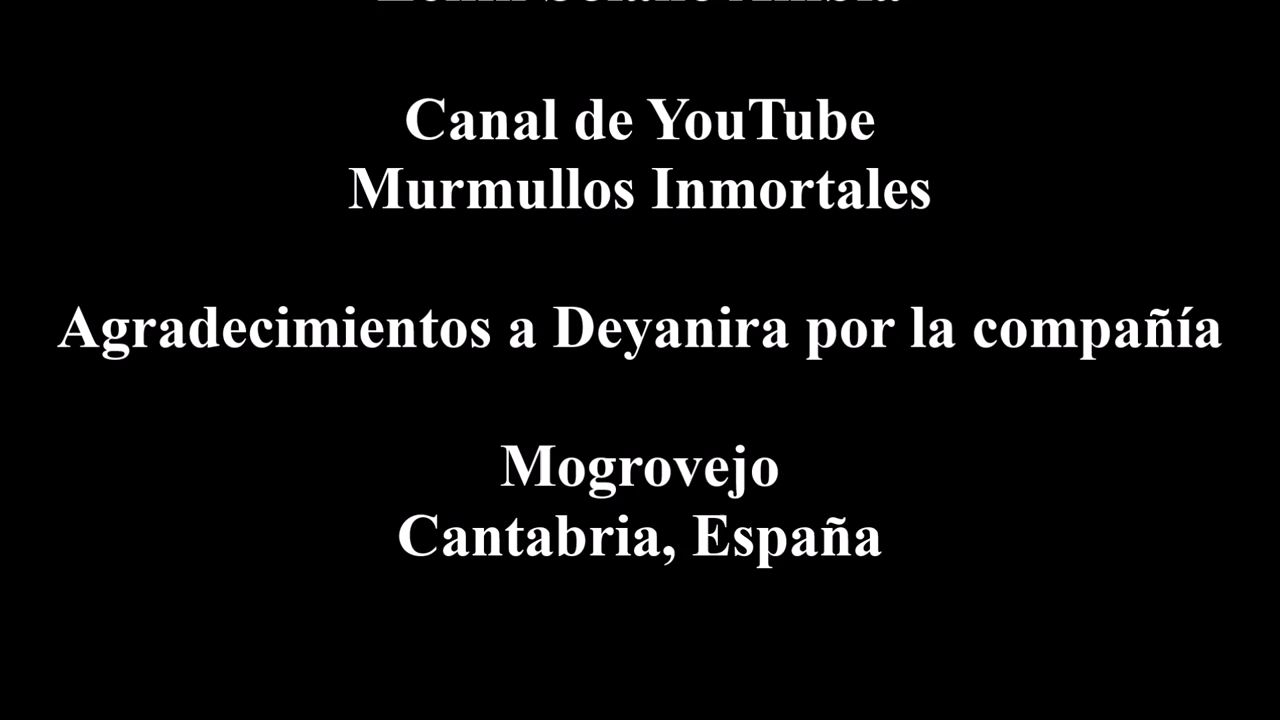 Canal de YouTube
Murmullos Inmortales
Agradecimientos a Deyanira por la compañía
Mogrovejo
Cantabria, España